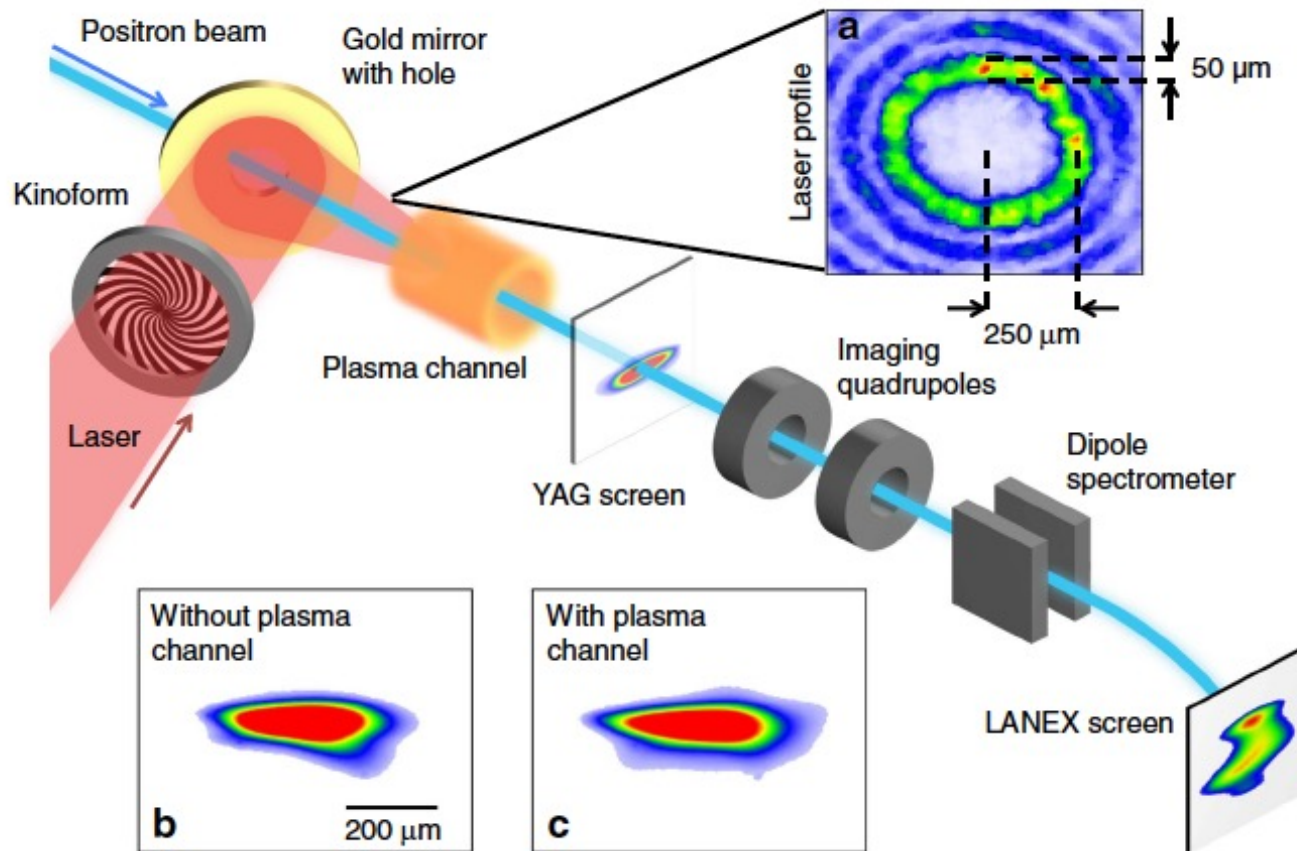 Positron beam
Gold mirror
with hole
Kinoform
Laser
Plasma channel
a
Laser profile
50 μm
250 μm
YAG screen
Imaging
quadrupoles
Dipole
spectrometer
LANEX screen
Without plasma
channel
b
200 μm
With plasma
channel
c